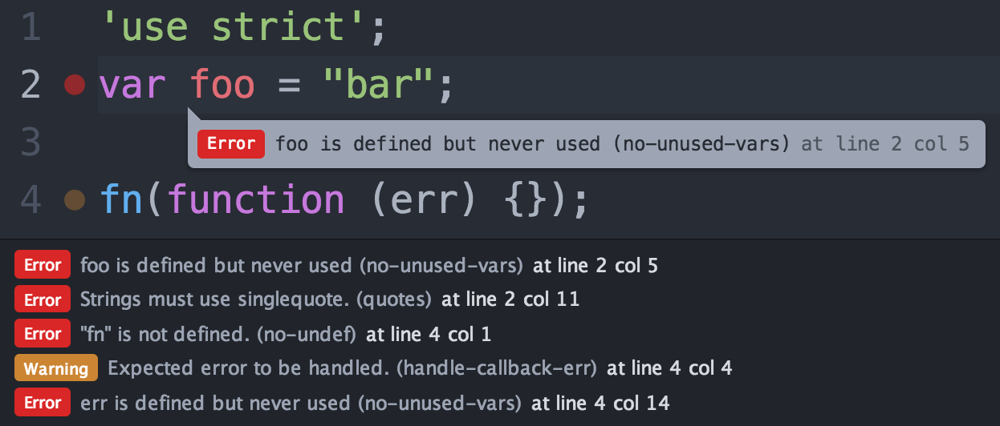 1 'use strict';
2 var foo = "bar";
Error foo is defined but never used (no-unused-vars) at line 2 col 5
3
4 fn(function (err) {});
Error foo is defined but never used (no-unused-vars) at line 2 col 5
Error Strings must use singlequote. (quotes) at line 2 col 11
Error "fn" is not defined. (no-undef) at line 4 col 1
Warning Expected error to be handled. (handle-callback-err) at line 4 col 4
Error err is defined but never used (no-unused-vars) at line 4 col 14